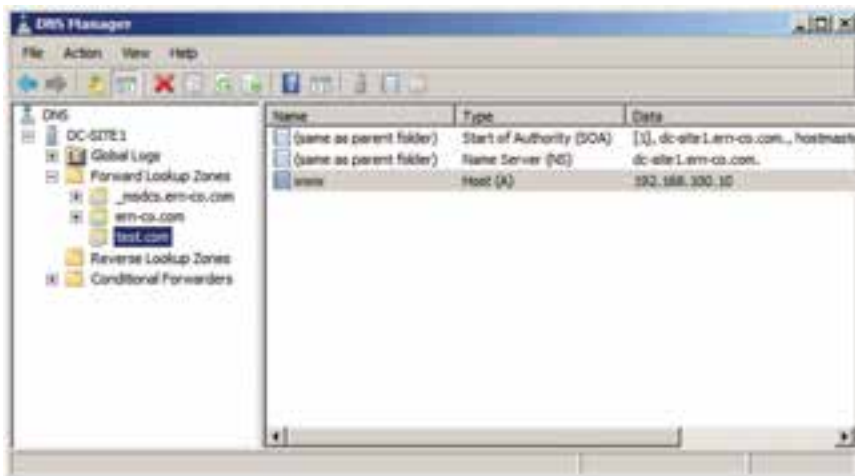 DNS Manager
File Action View Help
DNS
DC-SITE1
Global Logs
Forward Lookup Zones
_msdcs.ern-co.com
ern-co.com
test.com
Reverse Lookup Zones
Conditional Forwarders
Name Type Data
(same as parent folder) Start of Authority (SOA) [1], dc-site1.ern-co.com., hostmaste
(same as parent folder) Name Server (NS) dc-site1.ern-co.com.
www Host (A) 192.168.100.10